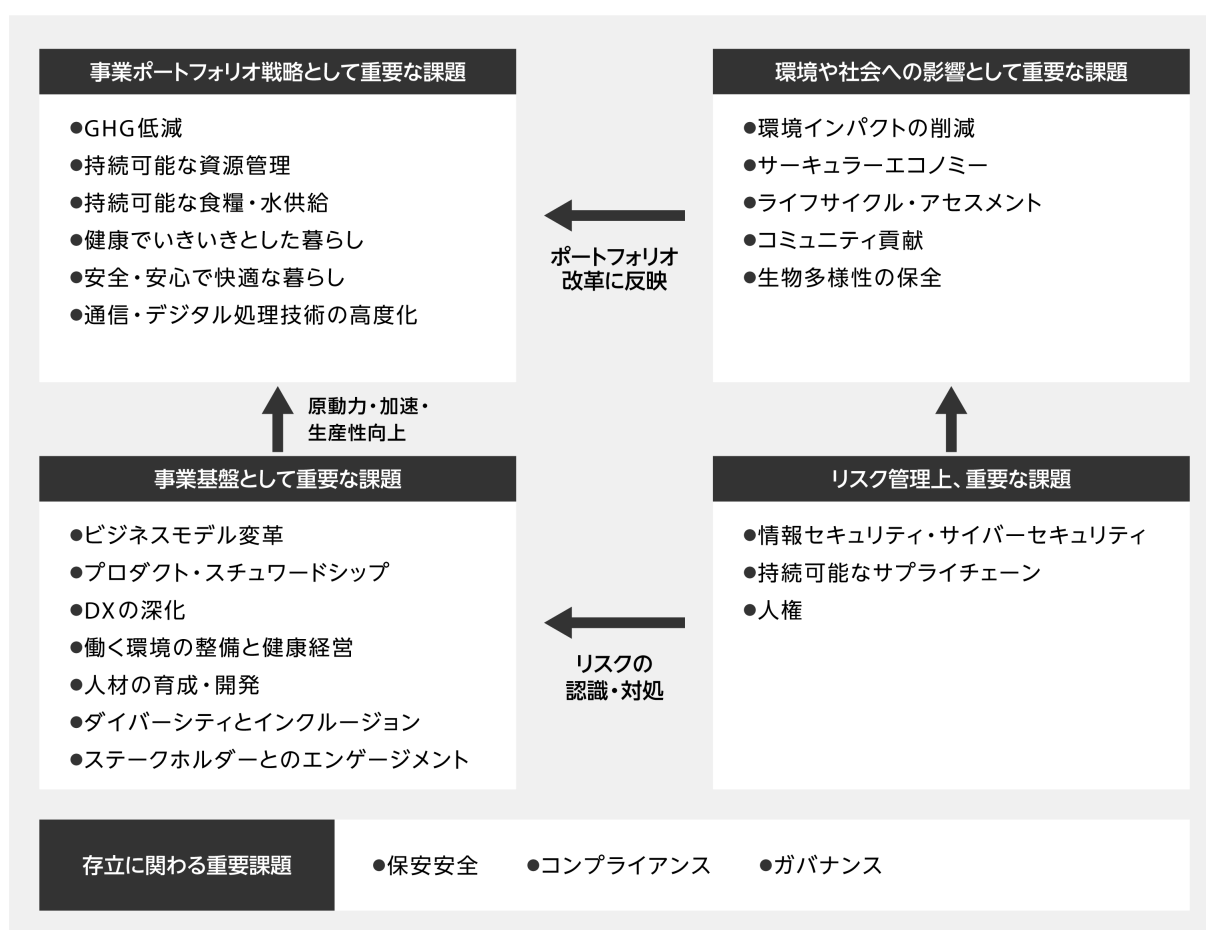 事業ポートフォリオ戦略として重要な課題
●GHG低減
●持続可能な資源管理
●持続可能な食糧・水供給
●健康でいきいきとした暮らし
●安全・安心で快適な暮らし
●通信・デジタル処理技術の高度化
ポートフォリオ
改革に反映
環境や社会への影響として重要な課題
●環境インパクトの削減
●サーキュラーエコノミー
●ライフサイクル・アセスメント
●コミュニティ貢献
●生物多様性の保全
原動力・加速・
生産性向上
事業基盤として重要な課題
●ビジネスモデル変革
●プロダクト・スチュワードシップ
●DXの深化
●働く環境の整備と健康経営
●人材の育成・開発
●ダイバーシティとインクルージョン
●ステークホルダーとのエンゲージメント
リスクの
認識・対処
リスク管理上、重要な課題
●情報セキュリティ・サイバーセキュリティ
●持続可能なサプライチェーン
●人権
存立に関わる重要課題
●保安安全
●コンプライアンス
●ガバナンス